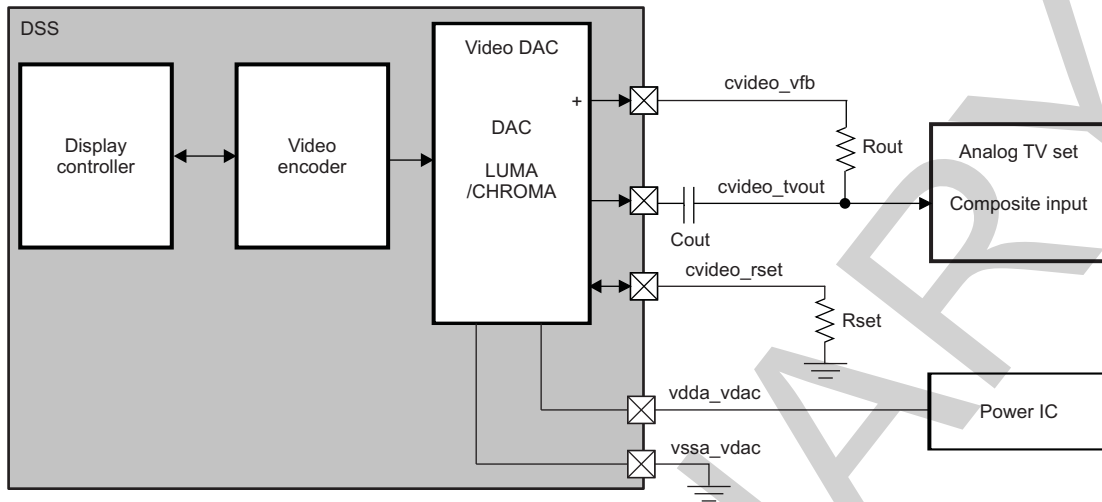 DSS
Display
controller
Video
encoder
Video DAC
+
DAC
LUMA
/CHROMA
cvideo_vfb
Rout
cvideo_tvout
Cout
Analog TV set
Composite input
cvideo_rset
Rset
vdda_vdac
Power IC
vssa_vdac